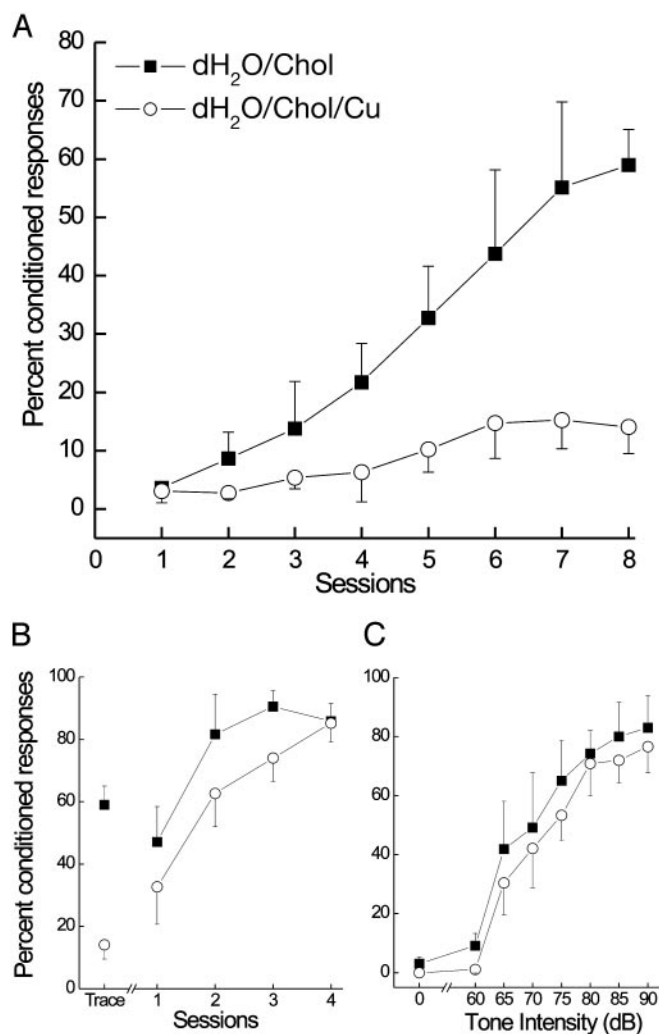 A
Percent conditioned responses
80
70
60
50
40
30
20
10
0
dH₂O/Chol
dH₂O/Chol/Cu
0 1 2 3 4 5 6 7 8
Sessions
B
Percent conditioned responses
100
80
60
40
20
0
Trace 1 2 3 4
Sessions
C
100
80
60
40
20
0
0 60 65 70 75 80 85 90
Tone Intensity (dB)